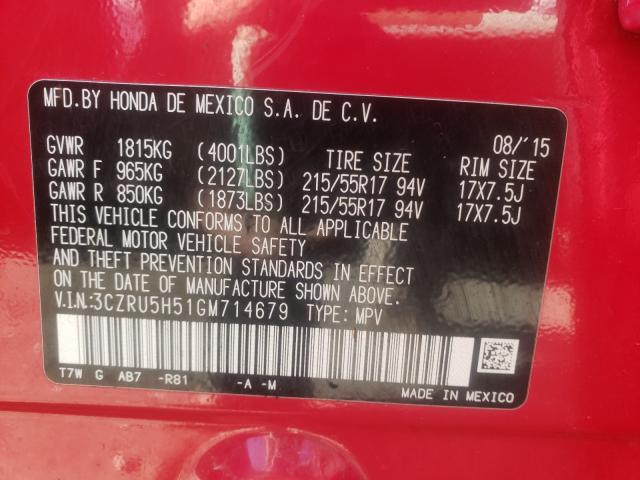 MFD.BY HONDA DE MEXICO S.A. DE C.V.
08/'15
GVWR 1815KG (4001LBS) TIRE SIZE RIM SIZE
GAWR F 965KG (2127LBS) 215/55R17 94V 17X7.5J
GAWR R 850KG (1873LBS) 215/55R17 94V 17X7.5J
THIS VEHICLE CONFORMS TO ALL APPLICABLE
FEDERAL MOTOR VEHICLE SAFETY
AND THEFT PREVENTION STANDARDS IN EFFECT
ON THE DATE OF MANUFACTURE SHOWN ABOVE.
V.I.N:3CZRU5H51GM714679 TYPE: MPV
T7W G AB7 -R81 -A -M
MADE IN MEXICO